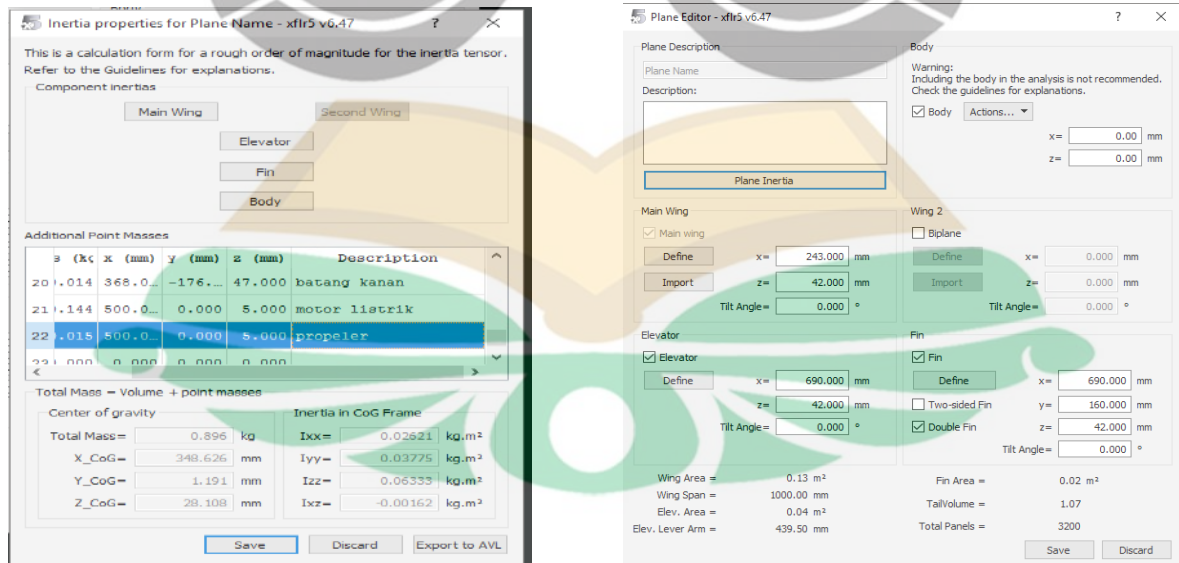 Inertia properties for Plane Name - xflr5 v6.47 ? ×
This is a calculation form for a rough order of magnitude for the inertia tensor.
Refer to the Guidelines for explanations.
Component inertias
Main Wing Second Wing
Elevator
Fin
Body
Additional Point Masses
s (kg x (mm) y (mm) z (mm) Description
20 ).014 368.0... -176.... 47.000 batang kanan
21 ).144 500.0... 0.000 5.000 motor listrik
22 ).015 500.0... 0.000 5.000 propeler
23 ).000 0.000 0.000 0.000
Total Mass = Volume + point masses
Center of gravity Inertia in CoG Frame
Total Mass= 0.896 kg Ixx= 0.02621 kg.m²
X_CoG= 348.626 mm Iyy= 0.03775 kg.m²
Y_CoG= 1.191 mm Izz= 0.06333 kg.m²
Z_CoG= 28.108 mm Ixz= -0.00162 kg.m²
Save Discard Export to AVL
Plane Editor - xflr5 v6.47 ? ×
Plane Description
Plane Name
Description:
Plane Inertia
Body
Warning:
Including the body in the analysis is not recommended.
Check the guidelines for explanations.
Body Actions...
x= 0.00 mm
z= 0.00 mm
Main Wing
Main wing
Define x= 243.000 mm
Import z= 42.000 mm
Tilt Angle= 0.000 °
Wing 2
Biplane
Define x= 0.000 mm
Import z= 0.000 mm
Tilt Angle= 0.000 °
Elevator
Elevator
Define x= 690.000 mm
z= 42.000 mm
Tilt Angle= 0.000 °
Fin
Fin
Define x= 690.000 mm
Two-sided Fin y= 160.000 mm
Double Fin z= 42.000 mm
Tilt Angle= 0.000 °
Wing Area = 0.13 m²
Wing Span = 1000.00 mm
Elev. Area = 0.04 m²
Elev. Lever Arm = 439.50 mm
Fin Area = 0.02 m²
TailVolume = 1.07
Total Panels = 3200
Save Discard